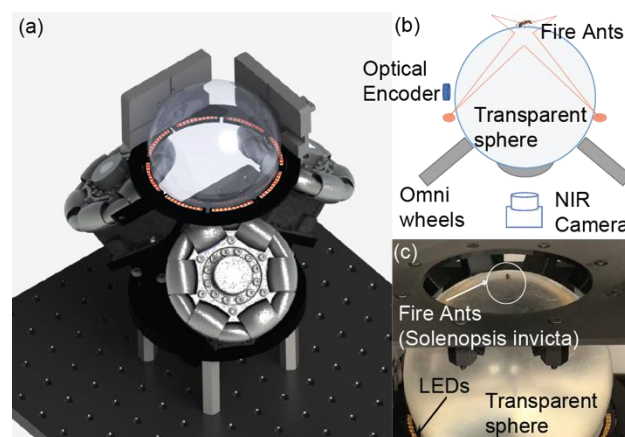 (a)
(b)
Fire Ants
Optical
Encoder
Transparent
sphere
Omni
wheels
NIR
Camera
(c)
Fire Ants
(Solenopsis invicta)
LEDs
Transparent
sphere